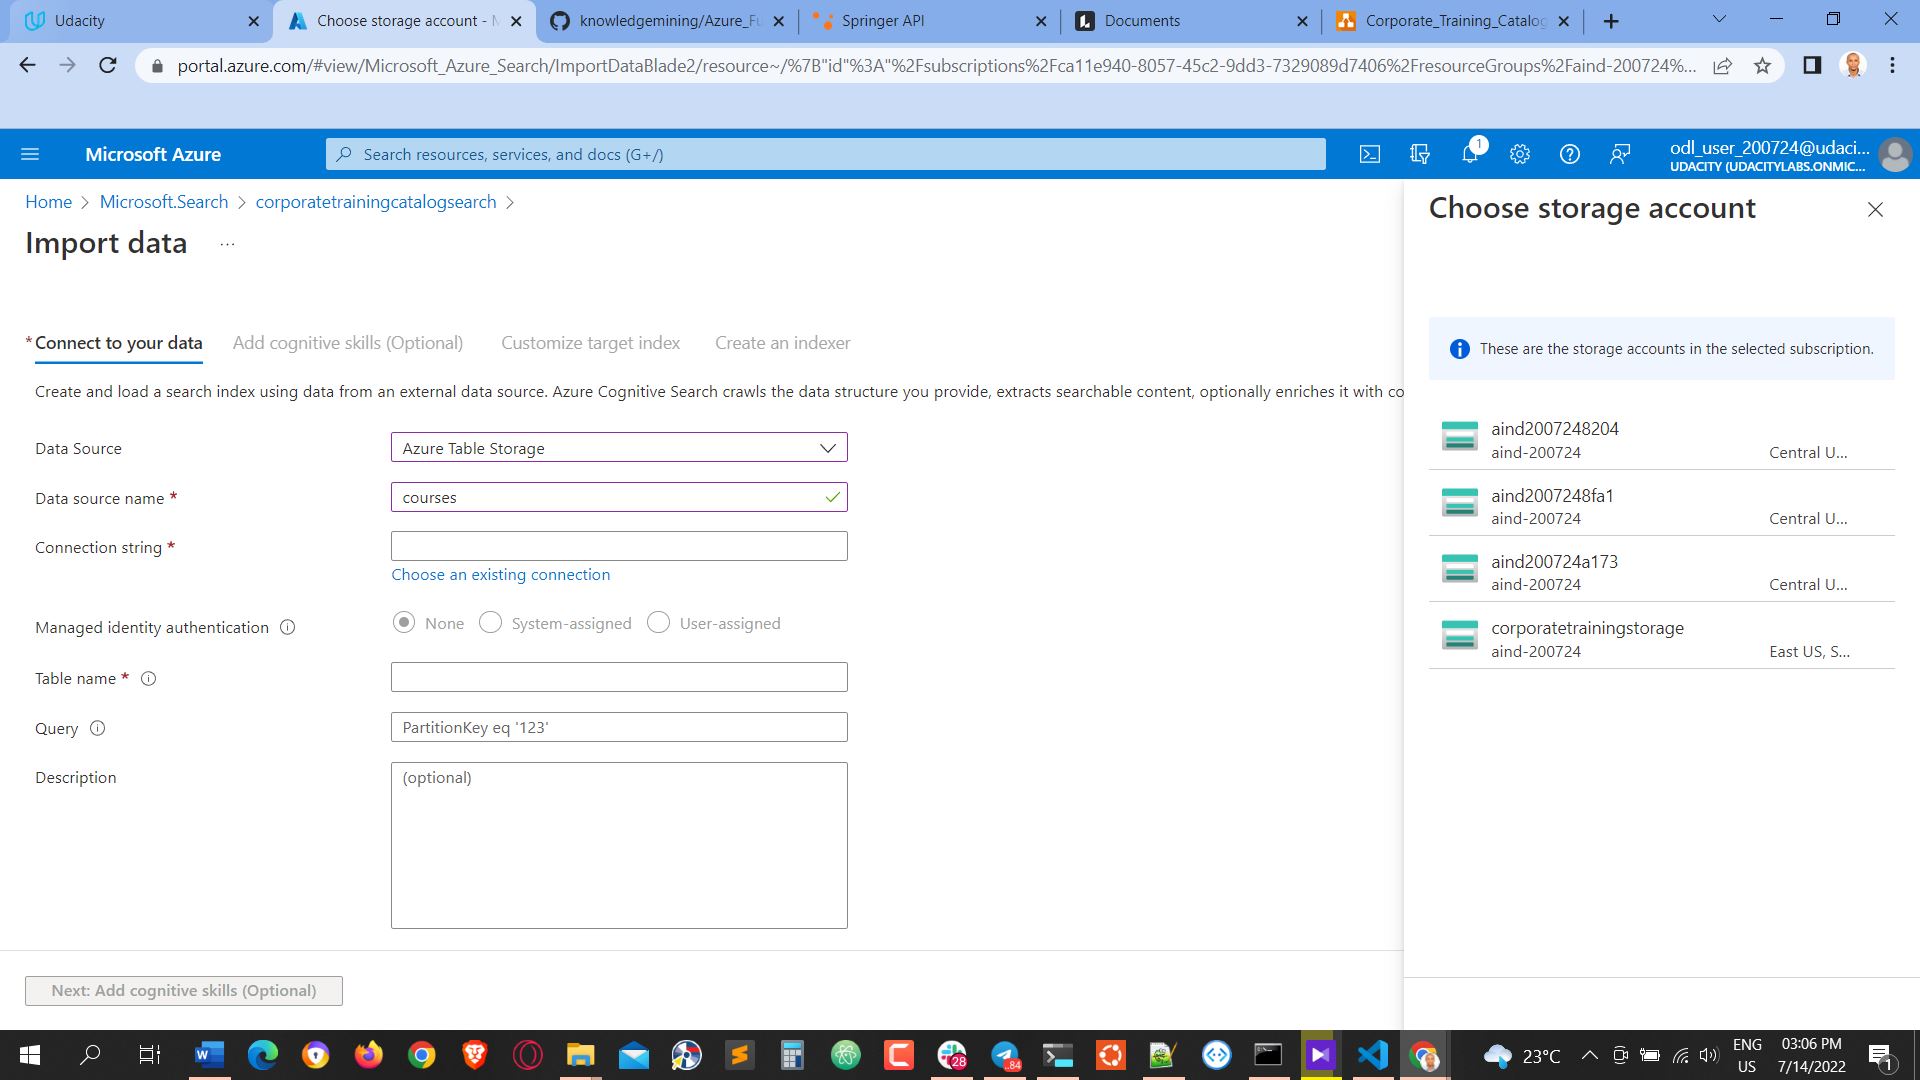 Udacity
Choose storage account - M
knowledgemining/Azure_Fu
Springer API
Documents
Corporate_Training_Catalog
portal.azure.com/#view/Microsoft_Azure_Search/ImportDataBlade2/resource~/%7B"id"%3A"%2Fsubscriptions%2Fca11e940-8057-45c2-9dd3-7329089d7406%2FresourceGroups%2Faind-200724%...
Microsoft Azure
Search resources, services, and docs (G+/)
1
odl_user_200724@udaci...
UDACITY (UDACITYLABS.ONMIC...
Home > Microsoft.Search > corporatetrainingcatalogsearch >
Import data ...
* Connect to your data
Add cognitive skills (Optional)
Customize target index
Create an indexer
Create and load a search index using data from an external data source. Azure Cognitive Search crawls the data structure you provide, extracts searchable content, optionally enriches it with co
Data Source
Azure Table Storage
Data source name *
courses
Connection string *
Choose an existing connection
Managed identity authentication
None
System-assigned
User-assigned
Table name *
Query
PartitionKey eq '123'
Description
(optional)
Next: Add cognitive skills (Optional)
Choose storage account
These are the storage accounts in the selected subscription.
aind2007248204
aind-200724
Central U...
aind2007248fa1
aind-200724
Central U...
aind200724a173
aind-200724
Central U...
corporatetrainingstorage
aind-200724
East US, S...
28
84
23°C
ENG
US
03:06 PM
7/14/2022
1